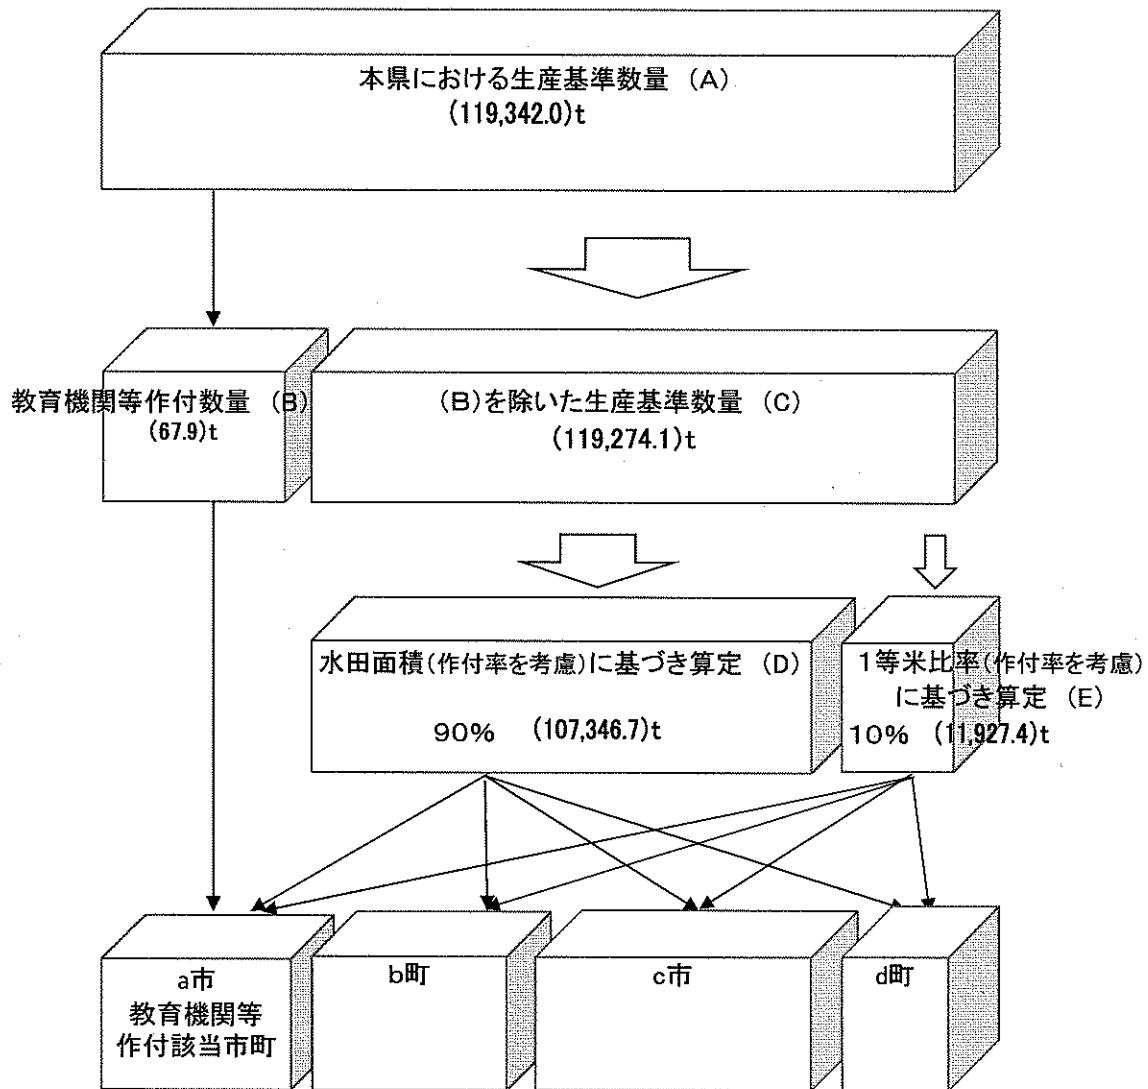 本県における生産基準数量 (A)
(119,342.0)t
教育機関等作付数量 (B)
(67.9)t
(B)を除いた生産基準数量 (C)
(119,274.1)t
水田面積(作付率を考慮)に基づき算定 (D)
90% (107,346.7)t
1等米比率(作付率を考慮)
に基づき算定 (E)
10% (11,927.4)t
a市
教育機関等
作付該当市町
b町
c市
d町